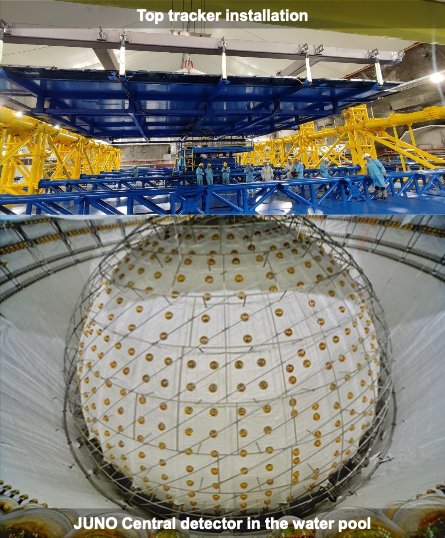 Top tracker installation
JUNO Central detector in the water pool